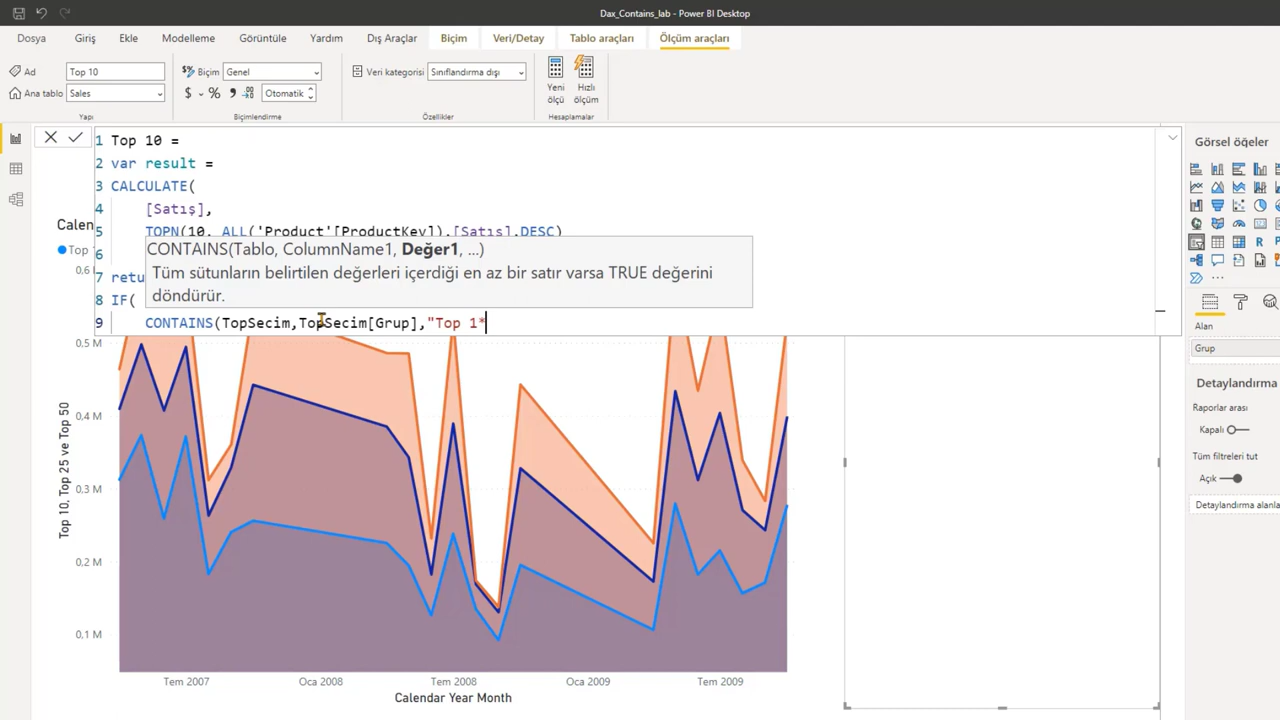 Dax_Contains_lab - Power BI Desktop
Dosya Giriş Ekle Modelleme Görüntüle Yardım Dış Araçlar Biçim Veri/Detay Tablo araçları Ölçüm araçları
Ad Top 10
Biçim Genel
Veri kategorisi Sınıflandırma dışı
Ana tablo Sales
$ % Otomatik
Yeni ölçü
Hızlı ölçüm
Yapı
Biçimlendirme
Özellikler
Hesaplamalar
1 Top 10 =
2 var result =
3 CALCULATE(
4 [Satış],
5 TOPN(10, ALL('Product'[ProductKey]),[Satış],DESC)
CONTAINS(Tablo, ColumnName1, Değer1, ...)
Tüm sütunların belirtilen değerleri içerdiği en az bir satır varsa TRUE değerini
döndürür.
7 retu
8 IF(
9 CONTAINS(TopSecim,TopSecim[Grup],"Top 1*
Calen
Top
0,6
0,5 M
0,4 M
0,3 M
0,2 M
0,1 M
Top 10, Top 25 ve Top 50
Tem 2007 Oca 2008 Tem 2008 Oca 2009 Tem 2009
Calendar Year Month
Görsel öğeler
R
Alan
Grup
Detaylandırma
Raporlar arası
Kapalı
Tüm filtreleri tut
Açık
Detaylandırma alanla